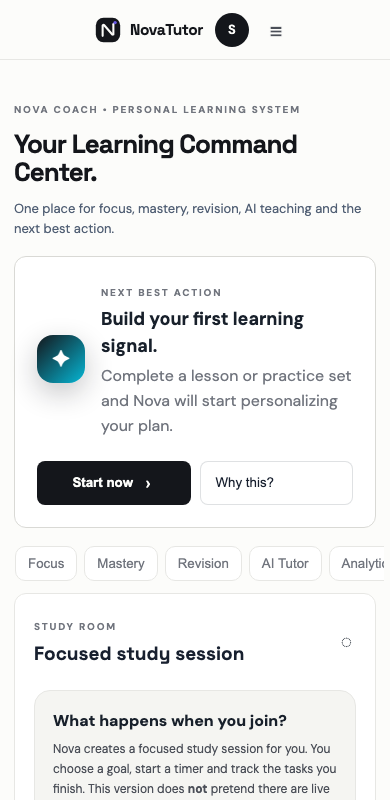 N NovaTutor S
NOVA COACH • PERSONAL LEARNING SYSTEM
Your Learning Command
Center.
One place for focus, mastery, revision, AI teaching and the
next best action.
NEXT BEST ACTION
Build your first learning
signal.
Complete a lesson or practice set
and Nova will start personalizing
your plan.
Start now › Why this?
Focus Mastery Revision AI Tutor Analytic
STUDY ROOM
Focused study session
What happens when you join?
Nova creates a focused study session for you. You
choose a goal, start a timer and track the tasks you
finish. This version does not pretend there are live